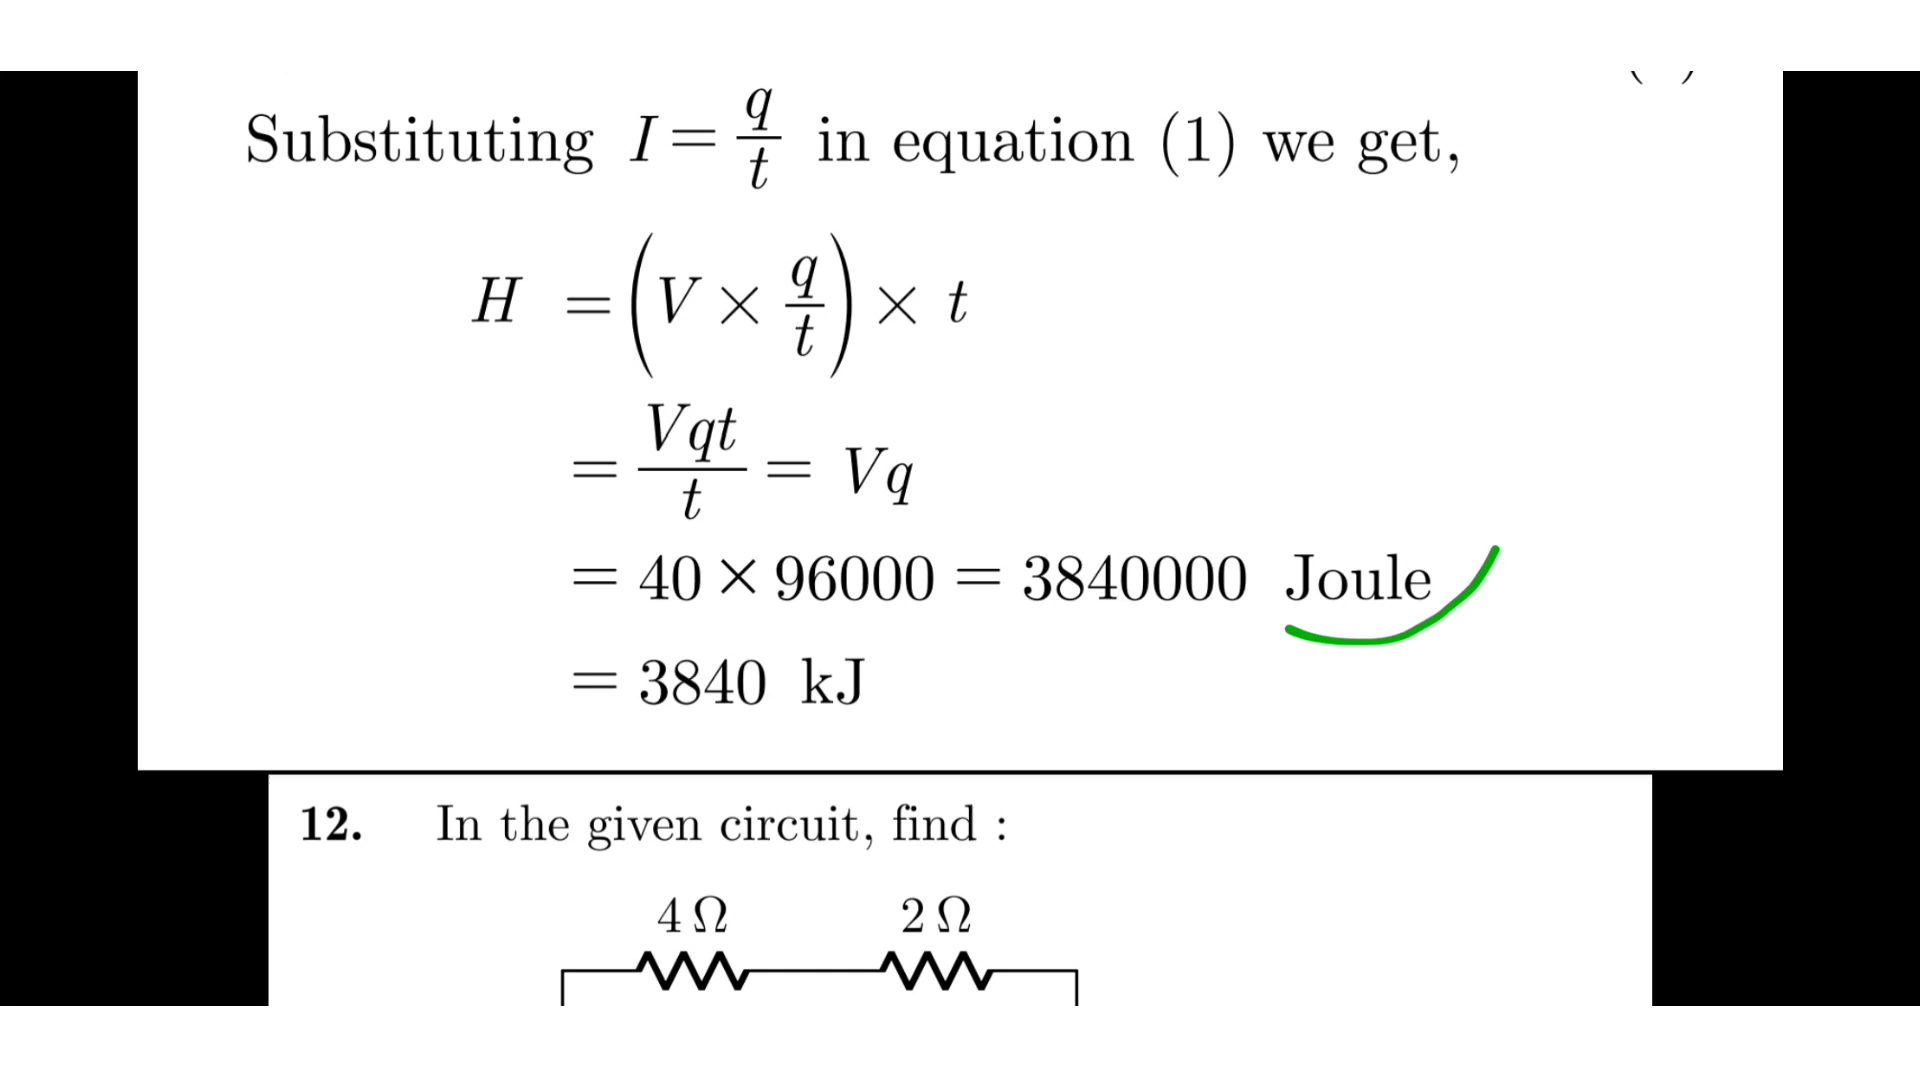 Substituting I = q/t in equation (1) we get,
H = (V × q/t) × t
= Vqt/t = Vq
= 40 × 96000 = 3840000 Joule
= 3840 kJ
12. In the given circuit, find :
4 Ω 2 Ω